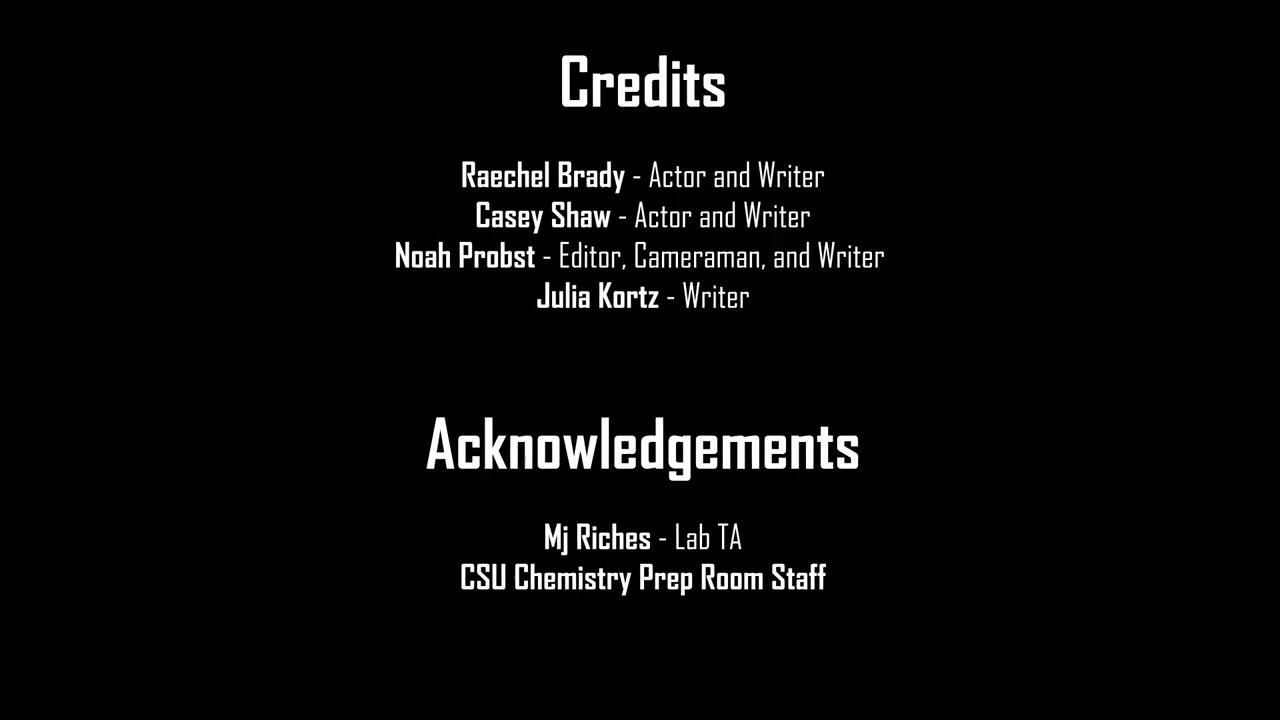 Credits
Raechel Brady - Actor and Writer
Casey Shaw - Actor and Writer
Noah Probst - Editor, Cameraman, and Writer
Julia Kortz - Writer
Acknowledgements
Mj Riches - Lab TA
CSU Chemistry Prep Room Staff